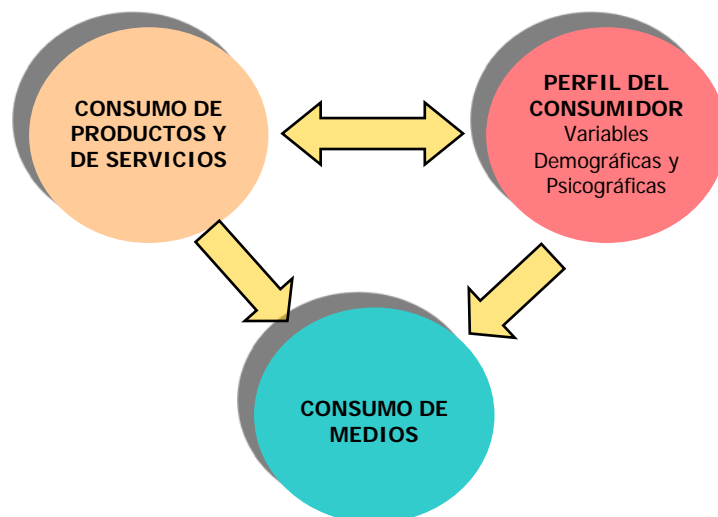 CONSUMO DE
PRODUCTOS Y
DE SERVICIOS
PERFIL DEL
CONSUMIDOR
Variables
Demográficas y
Psicográficas
CONSUMO DE
MEDIOS